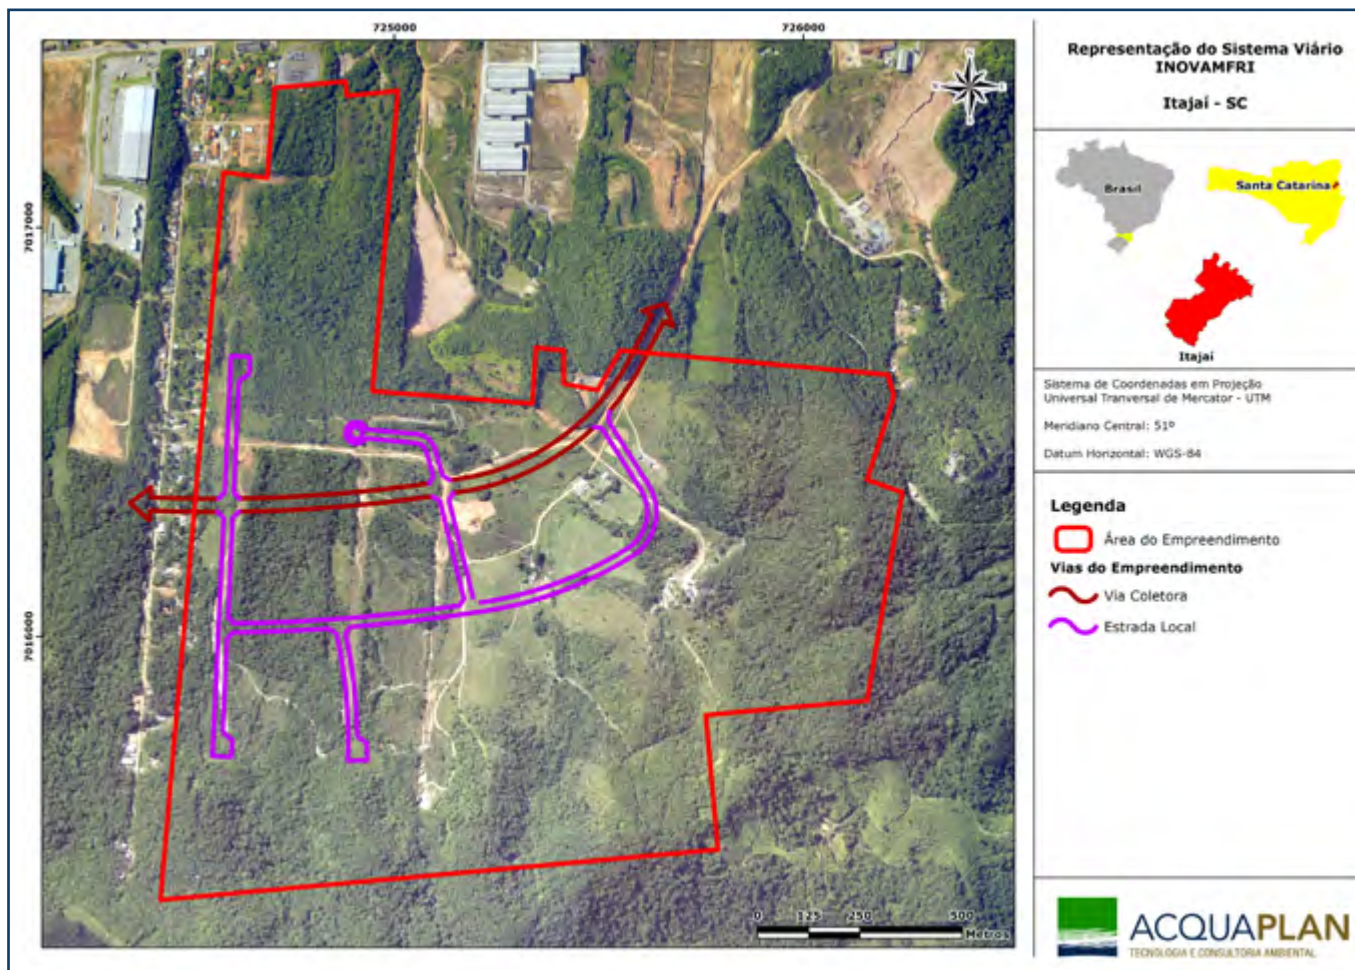 725000
726000
7017000
7016000
0 125 250 500
Metros
Representação do Sistema Viário
INOVAMFRI
Itajaí - SC
Brasil
Santa Catarina
Itajaí
Sistema de Coordenadas em Projeção
Universal Tranversal de Mercator - UTM
Meridiano Central: 51º
Datum Horizontal: WGS-84
Legenda
Área do Empreendimento
Vias do Empreendimento
Via Coletora
Estrada Local
ACQUAPLAN
TECNOLOGIA E CONSULTORIA AMBIENTAL